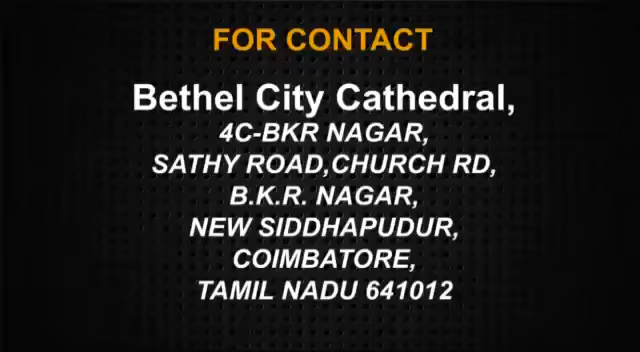 FOR CONTACT
Bethel City Cathedral,
4C-BKR NAGAR,
SATHY ROAD,CHURCH RD,
B.K.R. NAGAR,
NEW SIDDHAPUDUR,
COIMBATORE,
TAMIL NADU 641012